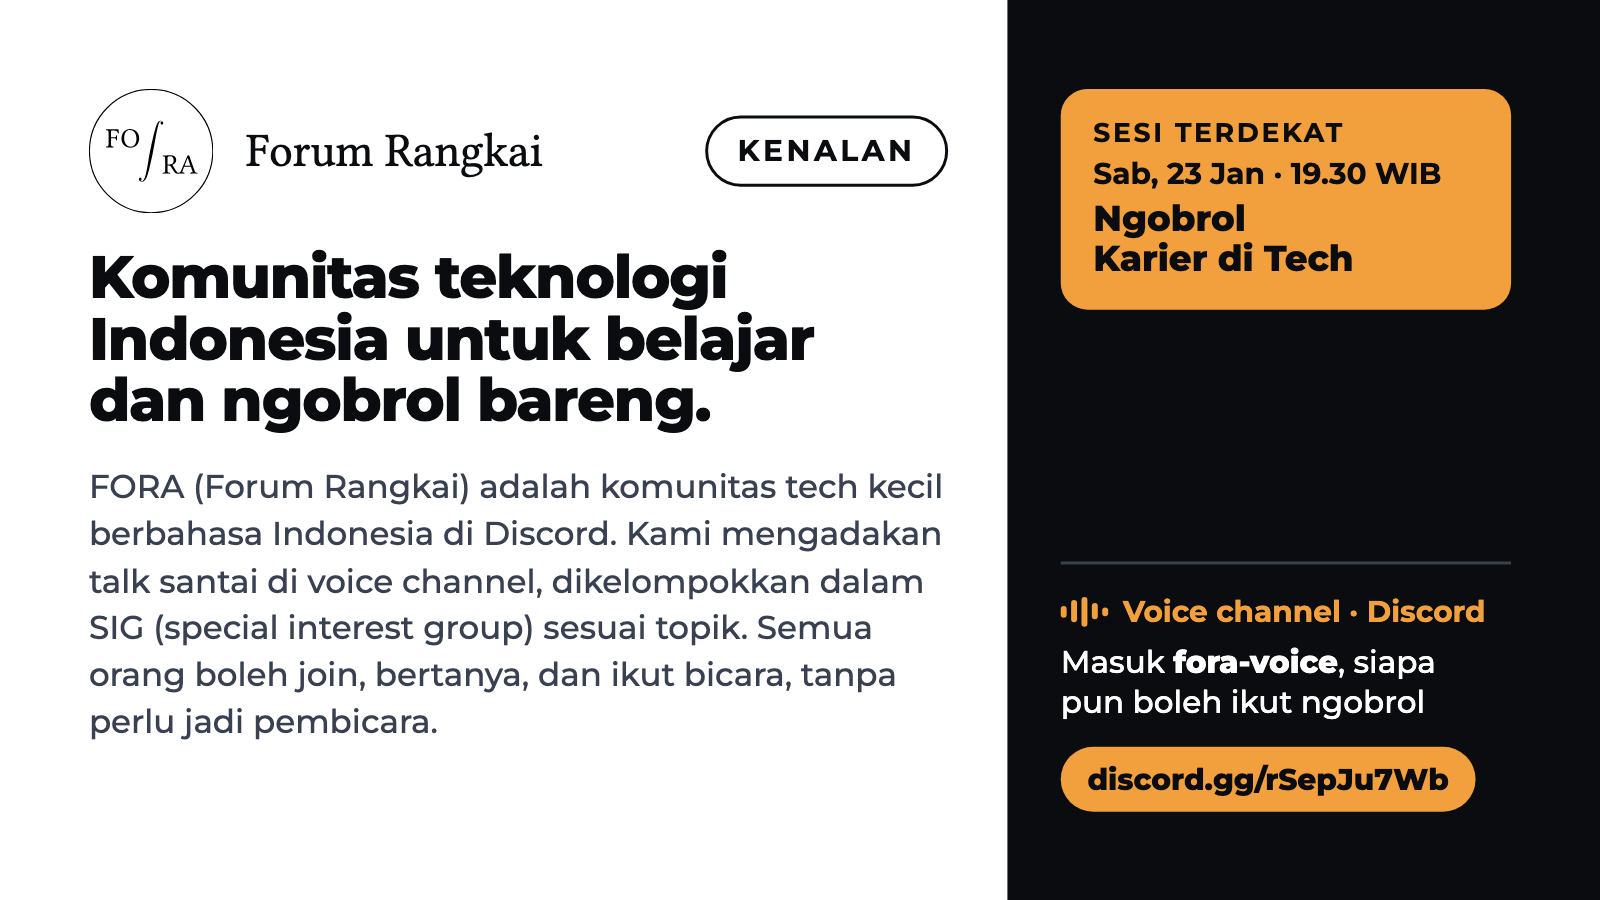 FO∫RA
Forum Rangkai
KENALAN
Komunitas teknologi
Indonesia untuk belajar
dan ngobrol bareng.
FORA (Forum Rangkai) adalah komunitas tech kecil
berbahasa Indonesia di Discord. Kami mengadakan
talk santai di voice channel, dikelompokkan dalam
SIG (special interest group) sesuai topik. Semua
orang boleh join, bertanya, dan ikut bicara, tanpa
perlu jadi pembicara.
SESI TERDEKAT
Sab, 23 Jan · 19.30 WIB
Ngobrol
Karier di Tech
Voice channel · Discord
Masuk fora-voice, siapa
pun boleh ikut ngobrol
discord.gg/rSepJu7Wb